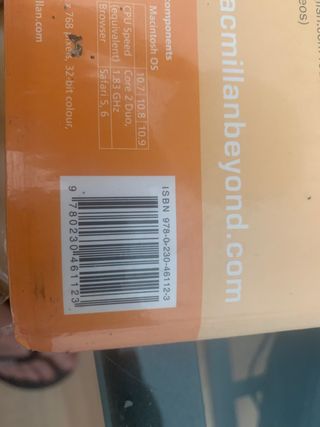 eos)
acmillanbeyond.com
components
Macintosh OS 10.7 10.8 10.9
CPU Speed Core 2 Duo,
(equivalent) 1.83 GHz
Browser Safari 5, 6
768 pixels, 32-bit colour,
llan.com
ISBN 978-0-230-46112-3
9 780230 461123